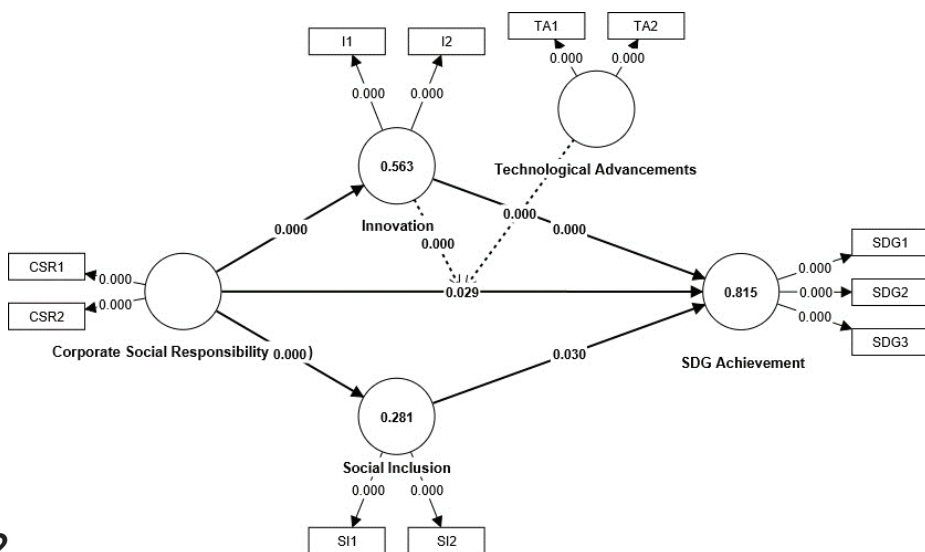 TA1 TA2
I1 I2
0.000 0.000
0.000 0.000
0.563
Technological Advancements
0.000
Innovation
0.000
0.000
0.000
SDG1
CSR1
0.000
0.000
0.000
CSR2
0.029
0.815
0.000
SDG2
0.000
SDG3
Corporate Social Responsibility 0.000 )
0.030
SDG Achievement
0.281
Social Inclusion
0.000 0.000
SI1 SI2
2